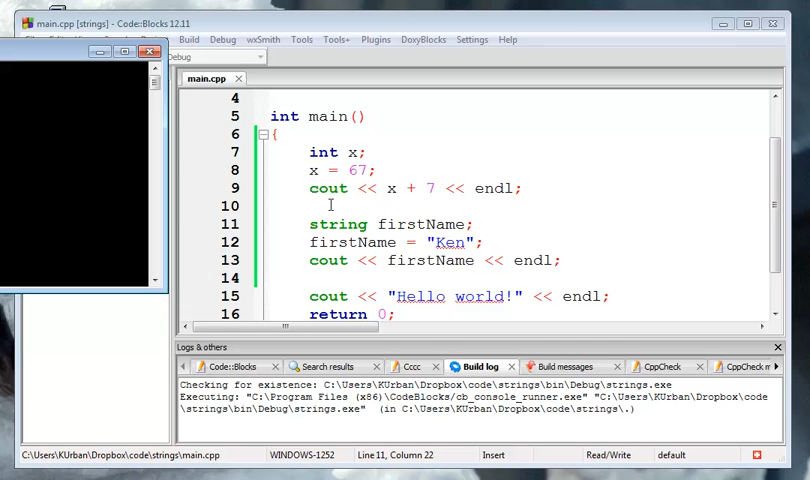 main.cpp [strings] - Code::Blocks 12.11
Build Debug wxSmith Tools Tools+ Plugins DoxyBlocks Settings Help
Debug
main.cpp
4
5 int main()
6 {
7 int x;
8 x = 67;
9 cout << x + 7 << endl;
10
11 string firstName;
12 firstName = "Ken";
13 cout << firstName << endl;
14
15 cout << "Hello world!" << endl;
16 return 0;
Logs & others
Code::Blocks Search results Cccc Build log Build messages CppCheck CppCheck m
Checking for existence: C:\Users\KUrban\Dropbox\code\strings\bin\Debug\strings.exe
Executing: "C:\Program Files (x86)\CodeBlocks/cb_console_runner.exe" "C:\Users\KUrban\Dropbox\code
\strings\bin\Debug\strings.exe" (in C:\Users\KUrban\Dropbox\code\strings\.)
C:\Users\KUrban\Dropbox\code\strings\main.cpp WINDOWS-1252 Line 11, Column 22 Insert Read/Write default